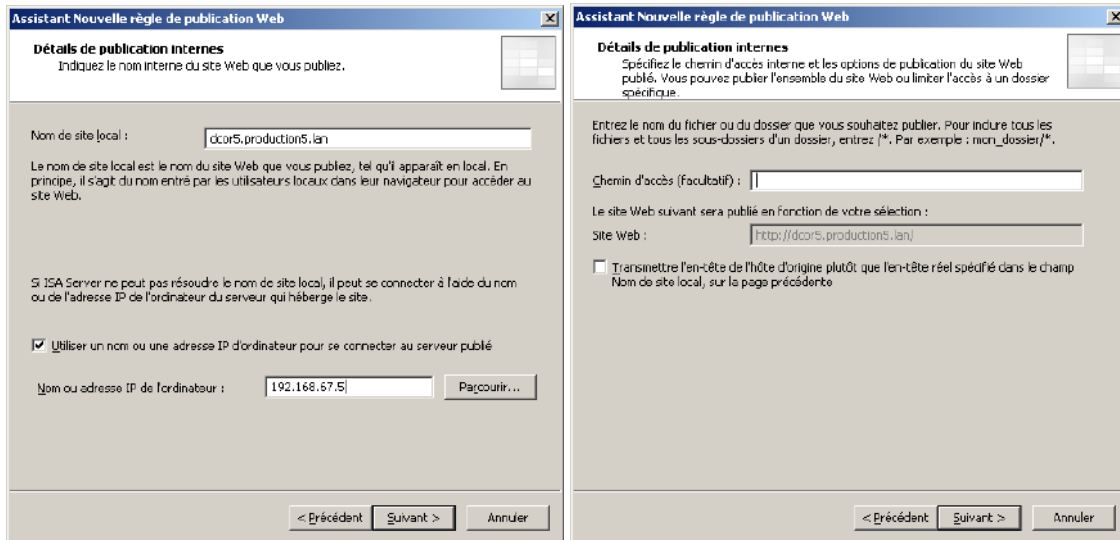 Assistant Nouvelle règle de publication Web
Détails de publication internes
Indiquez le nom interne du site Web que vous publiez.
Nom de site local :
dcor5.production5.lan
Le nom de site local est le nom du site Web que vous publiez, tel qu'il apparaît en local. En
principe, il s'agit du nom entré par les utilisateurs locaux dans leur navigateur pour accéder au
site Web.
Si ISA Server ne peut pas résoudre le nom de site local, il peut se connecter à l'aide du nom
ou de l'adresse IP de l'ordinateur du serveur qui héberge le site.
Utiliser un nom ou une adresse IP d'ordinateur pour se connecter au serveur publié
Nom ou adresse IP de l'ordinateur :
192.168.67.5
Parcourir...
< Précédent
Suivant >
Annuler
Assistant Nouvelle règle de publication Web
Détails de publication internes
Spécifiez le chemin d'accès interne et les options de publication du site Web
publié. Vous pouvez publier l'ensemble du site Web ou limiter l'accès à un dossier
spécifique.
Entrez le nom du fichier ou du dossier que vous souhaitez publier. Pour inclure tous les
fichiers et tous les sous-dossiers d'un dossier, entrez /*. Par exemple : mon_dossier/*.
Chemin d'accès (facultatif) :
Le site Web suivant sera publié en fonction de votre sélection :
Site Web :
http://dcor5.production5.lan/
Transmettre l'en-tête de l'hôte d'origine plutôt que l'en-tête réel spécifié dans le champ
Nom de site local, sur la page précédente
< Précédent
Suivant >
Annuler